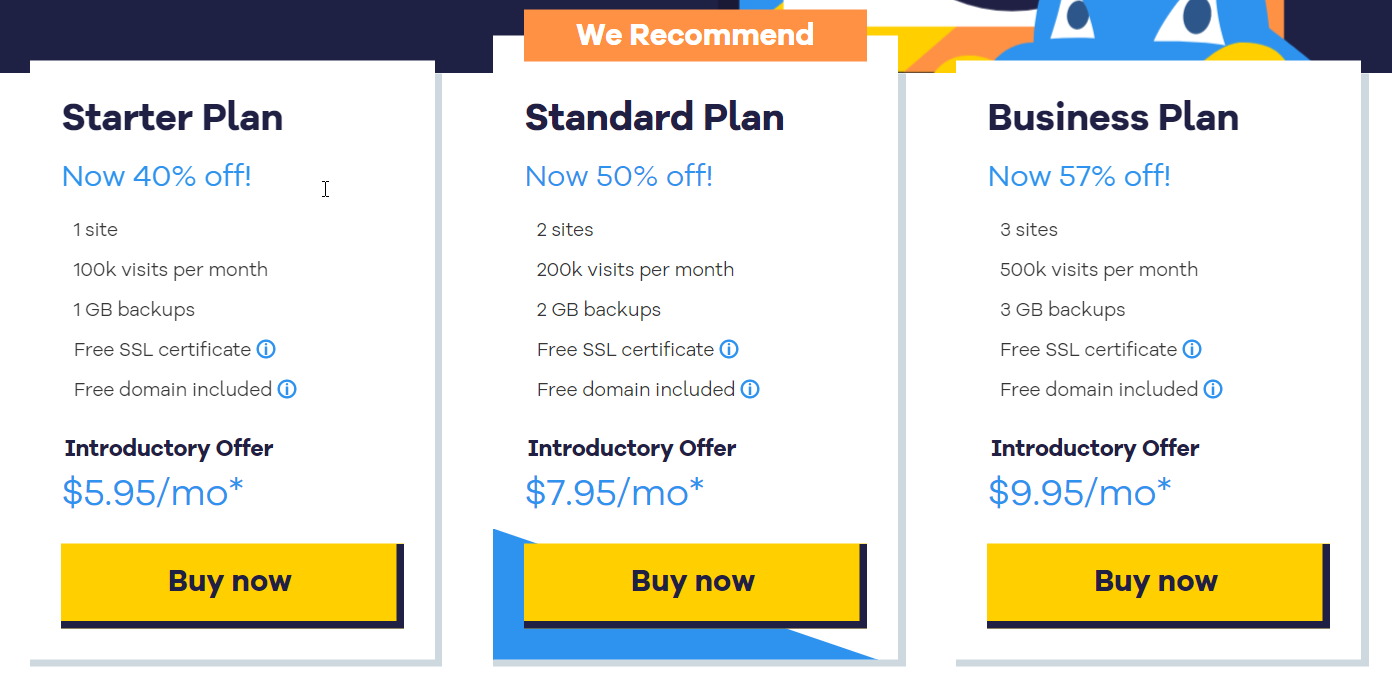 We Recommend
Starter Plan
Now 40% off!
1 site
100k visits per month
1 GB backups
Free SSL certificate
Free domain included
Introductory Offer
$5.95/mo*
Buy now
Standard Plan
Now 50% off!
2 sites
200k visits per month
2 GB backups
Free SSL certificate
Free domain included
Introductory Offer
$7.95/mo*
Buy now
Business Plan
Now 57% off!
3 sites
500k visits per month
3 GB backups
Free SSL certificate
Free domain included
Introductory Offer
$9.95/mo*
Buy now